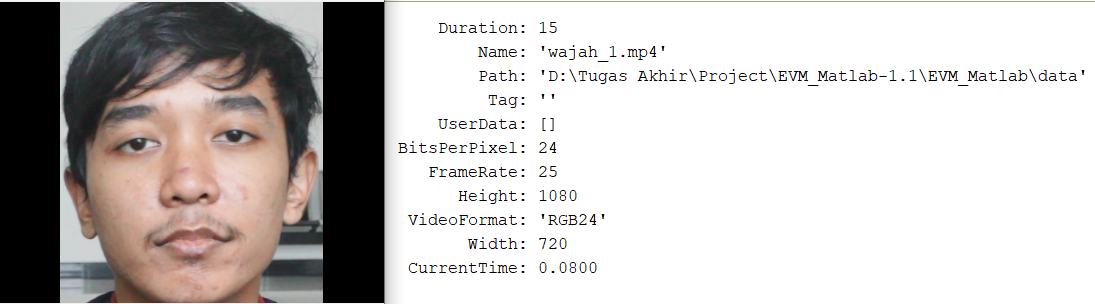 Duration: 15
Name: 'wajah_1.mp4'
Path: 'D:\Tugas Akhir\Project\EVM_Matlab-1.1\EVM_Matlab\data'
Tag: ''
UserData: []
BitsPerPixel: 24
FrameRate: 25
Height: 1080
VideoFormat: 'RGB24'
Width: 720
CurrentTime: 0.0800